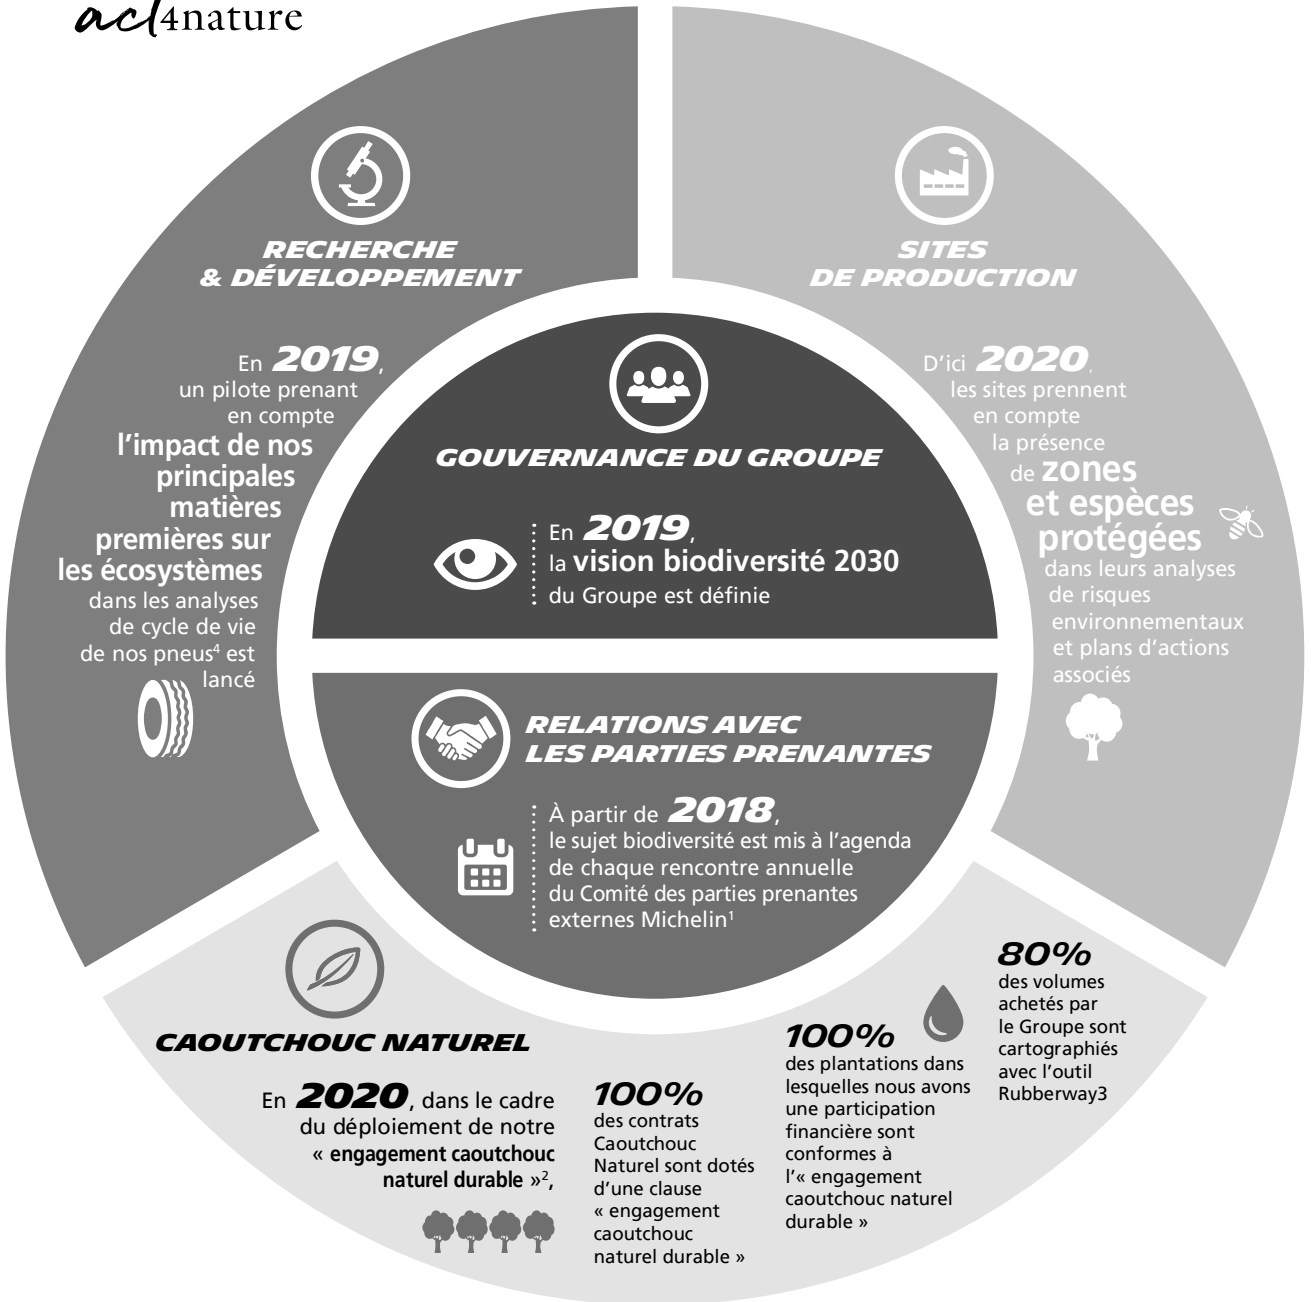 act4nature
RECHERCHE
& DÉVELOPPEMENT
En 2019,
un pilote prenant
en compte
l’impact de nos
principales
matières
premières sur
les écosystèmes
dans les analyses
de cycle de vie
de nos pneus⁴ est
lancé
SITES
DE PRODUCTION
D’ici 2020,
les sites prennent
en compte
la présence
de zones
et espèces
protégées
dans leurs analyses
de risques
environnementaux
et plans d’actions
associés
GOUVERNANCE DU GROUPE
En 2019,
la vision biodiversité 2030
du Groupe est définie
RELATIONS AVEC
LES PARTIES PRENANTES
À partir de 2018,
le sujet biodiversité est mis à l’agenda
de chaque rencontre annuelle
du Comité des parties prenantes
externes Michelin¹
CAOUTCHOUC NATUREL
En 2020, dans le cadre
du déploiement de notre
« engagement caoutchouc
naturel durable »²,
100%
des contrats
Caoutchouc
Naturel sont dotés
d’une clause
« engagement
caoutchouc
naturel durable »
100%
des plantations dans
lesquelles nous avons
une participation
financière sont
conformes à
l’« engagement
caoutchouc naturel
durable »
80%
des volumes
achetés par
le Groupe sont
cartographiés
avec l’outil
Rubberway3